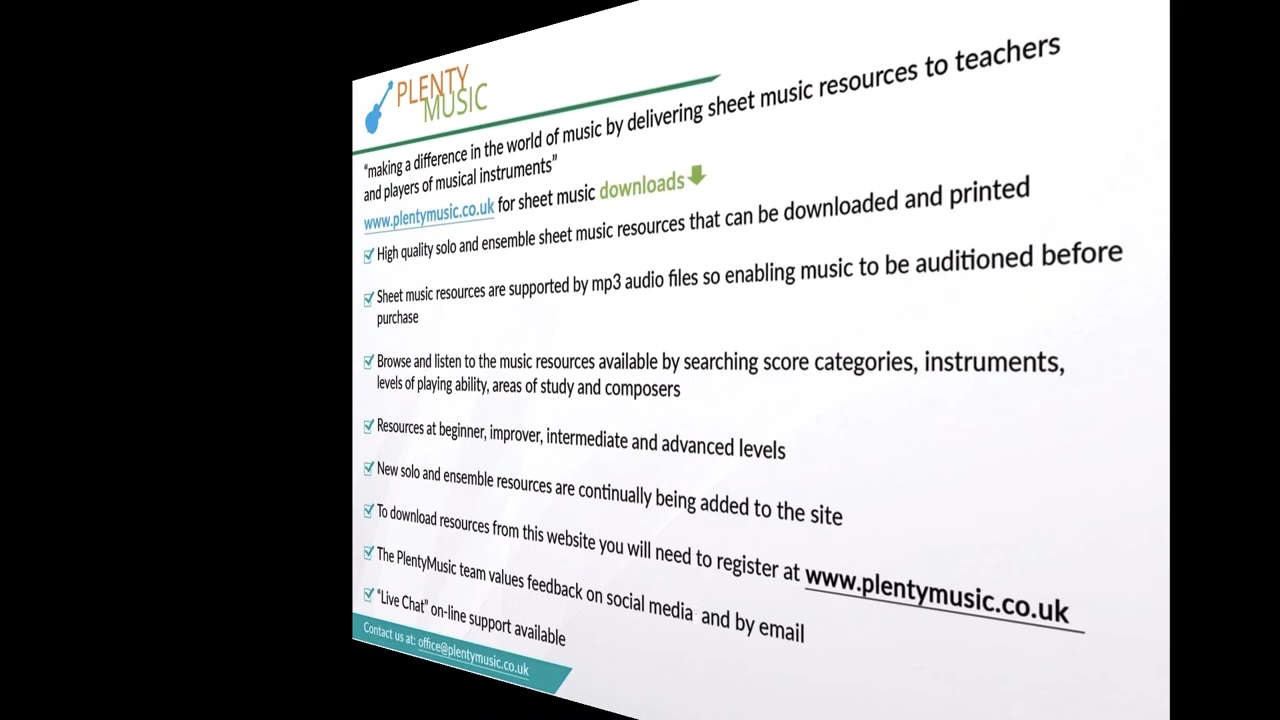 PLENTY
MUSIC
“making a difference in the world of music by delivering sheet music resources to teachers
and players of musical instruments”
www.plentymusic.co.uk for sheet music downloads
High quality solo and ensemble sheet music resources that can be downloaded and printed
Sheet music resources are supported by mp3 audio files so enabling music to be auditioned before
purchase
Browse and listen to the music resources available by searching score categories, instruments,
levels of playing ability, areas of study and composers
Resources at beginner, improver, intermediate and advanced levels
New solo and ensemble resources are continually being added to the site
To download resources from this website you will need to register at www.plentymusic.co.uk
The PlentyMusic team values feedback on social media and by email
“Live Chat” on-line support available
Contact us at: office@plentymusic.co.uk